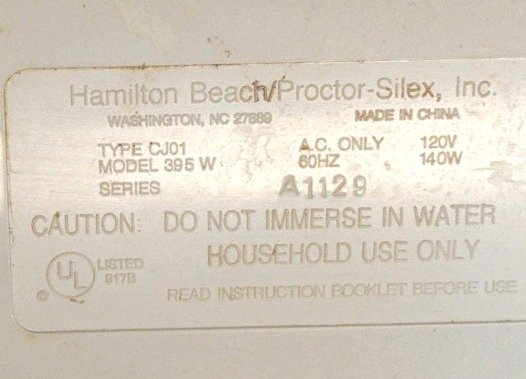 Hamilton Beach/Proctor-Silex, Inc.
WASHINGTON, NC 27889 MADE IN CHINA
TYPE CJ01 A.C. ONLY 120V
MODEL 395 W 60HZ 140W
SERIES A1129
CAUTION: DO NOT IMMERSE IN WATER
HOUSEHOLD USE ONLY
UL LISTED
917B
READ INSTRUCTION BOOKLET BEFORE USE